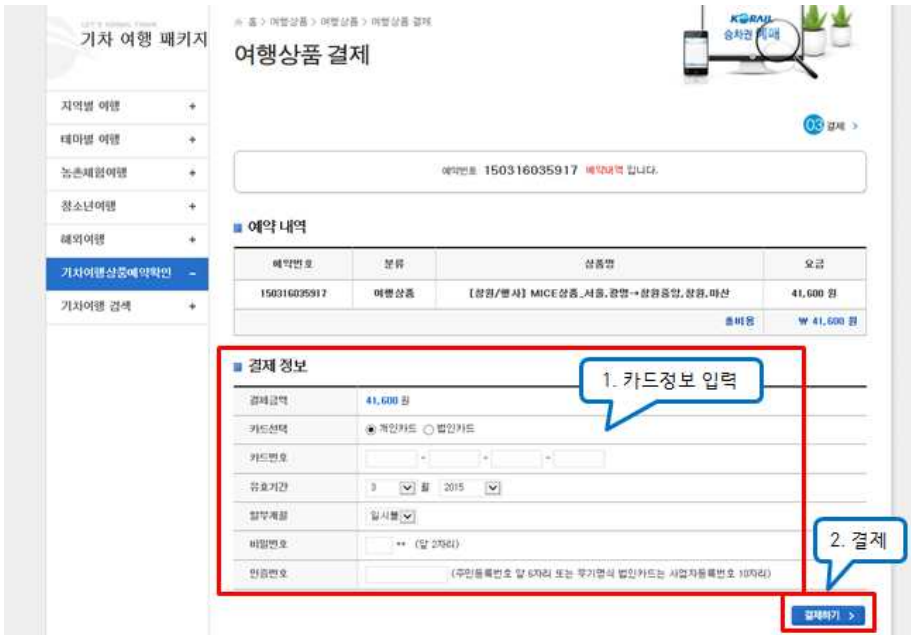 LET'S KORAIL TOUR
기차 여행 패키지
홈 > 여행상품 > 여행상품 > 여행상품 결제
여행상품 결제
KORAIL
승차권 예매
지역별 여행 +
테마별 여행 +
농촌체험여행 +
청소년여행 +
해외여행 +
기차여행상품예약확인 -
기차여행 검색 +
03 결제 >
예약번호 150316035917 예약내역 입니다.
예약 내역
예약번호 분류 상품명 요금
150316035917 여행상품 [창원/행사] MICE상품_서울,광명→창원중앙,창원,마산 41,600 원
총비용 ₩ 41,600 원
결제 정보
1. 카드정보 입력
결제금액 41,600 원
카드선택 개인카드 법인카드
카드번호 - - -
유효기간 3 월 2015
할부개월 일시불
비밀번호 ** (앞 2자리)
인증번호 (주민등록번호 앞 6자리 또는 무기명식 법인카드는 사업자등록번호 10자리)
2. 결제
결제하기 >